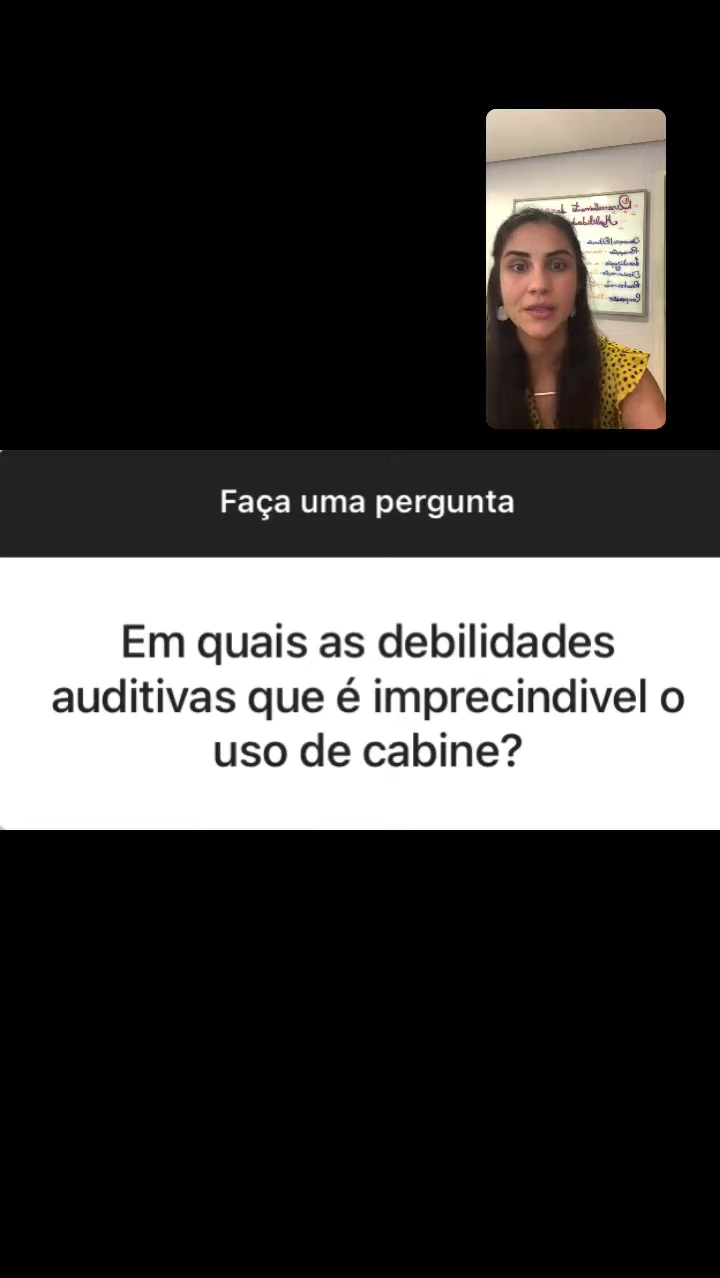 Faça uma pergunta
Em quais as debilidades
auditivas que é imprecindivel o
uso de cabine?